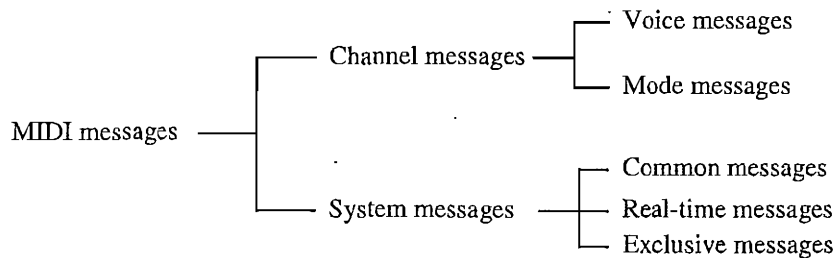 MIDI messages
Channel messages
Voice messages
Mode messages
System messages
Common messages
Real-time messages
Exclusive messages